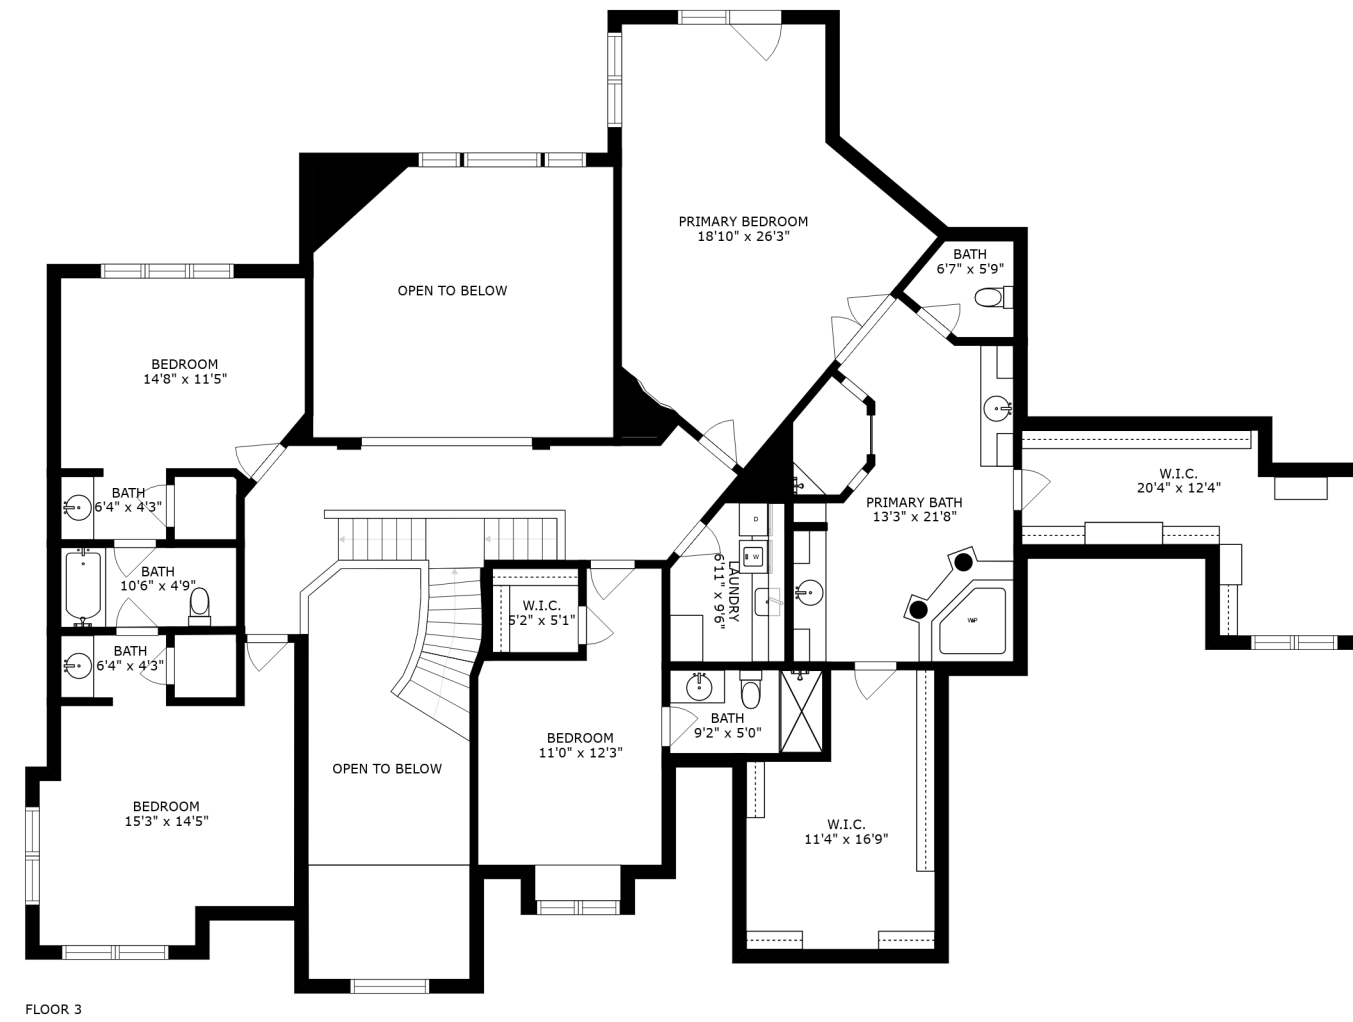 PRIMARY BEDROOM
18'10" x 26'3"
BATH
6'7" x 5'9"
OPEN TO BELOW
BEDROOM
14'8" x 11'5"
W.I.C.
20'4" x 12'4"
BATH
6'4" x 4'3"
PRIMARY BATH
13'3" x 21'8"
D
W
LAUNDRY
6'11" x 9'6"
BATH
10'6" x 4'9"
W.I.C.
5'2" x 5'1"
WP
BATH
6'4" x 4'3"
BATH
9'2" x 5'0"
BEDROOM
11'0" x 12'3"
OPEN TO BELOW
BEDROOM
15'3" x 14'5"
W.I.C.
11'4" x 16'9"
FLOOR 3